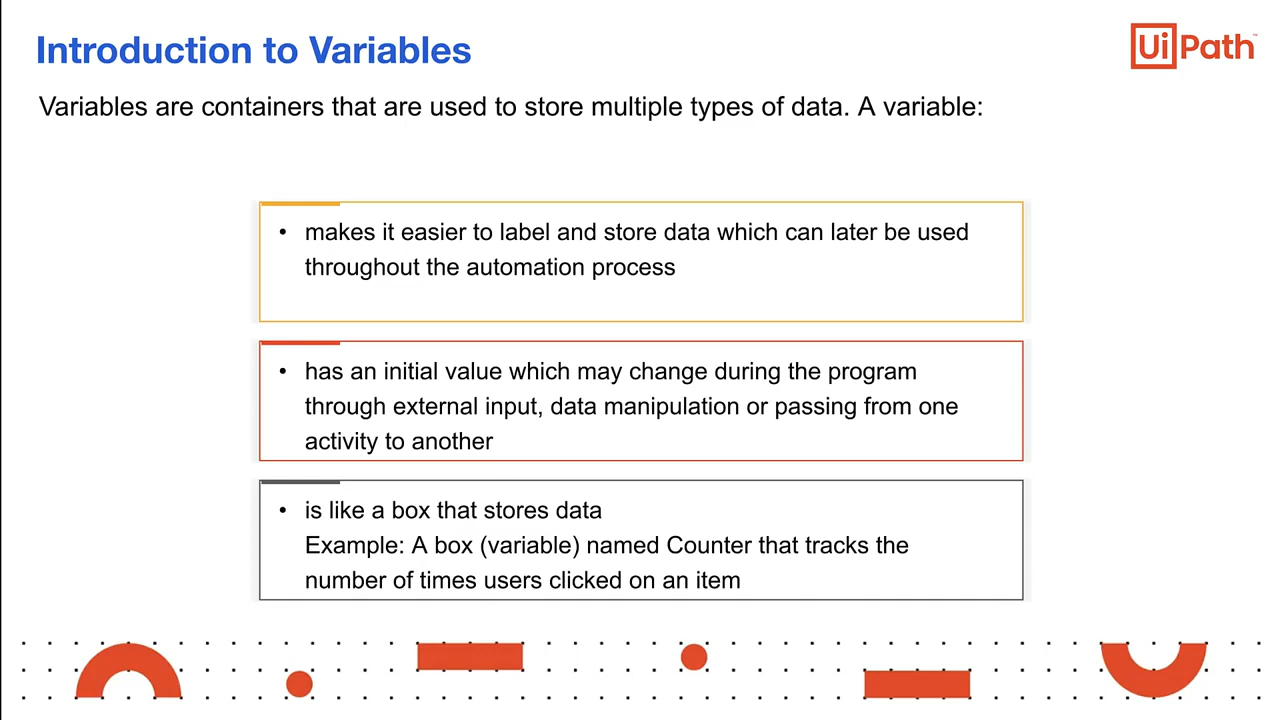 Introduction to Variables
UiPath™
Variables are containers that are used to store multiple types of data. A variable:
• makes it easier to label and store data which can later be used
throughout the automation process
• has an initial value which may change during the program
through external input, data manipulation or passing from one
activity to another
• is like a box that stores data
Example: A box (variable) named Counter that tracks the
number of times users clicked on an item